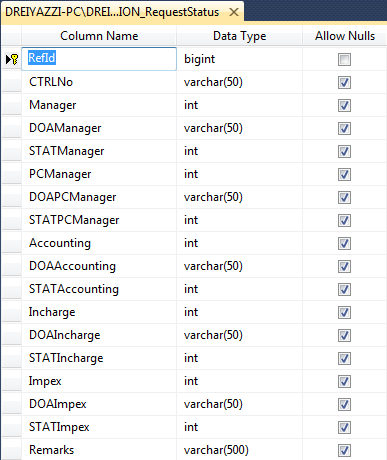 DREIYAZZI-PC\DREI...ION_RequestStatus
Column Name Data Type Allow Nulls
RefId bigint
CTRLNo varchar(50)
Manager int
DOAManager varchar(50)
STATManager int
PCManager int
DOAPCManager varchar(50)
STATPCManager int
Accounting int
DOAAccounting varchar(50)
STATAccounting int
Incharge int
DOAIncharge varchar(50)
STATIncharge int
Impex int
DOAImpex varchar(50)
STATImpex int
Remarks varchar(500)